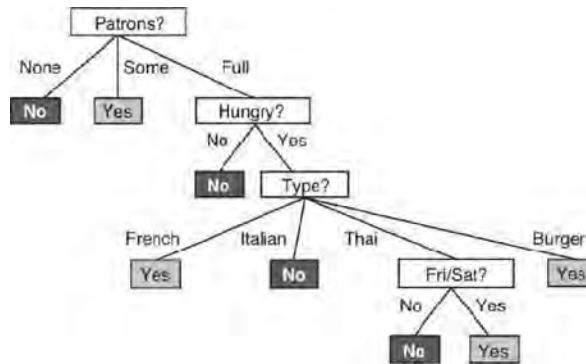 Patrons?
None Some Full
No Yes Hungry?
No Yes
No Type?
French Italian Thai Burger
Yes No Fri/Sat? Yes
No Yes
No Yes